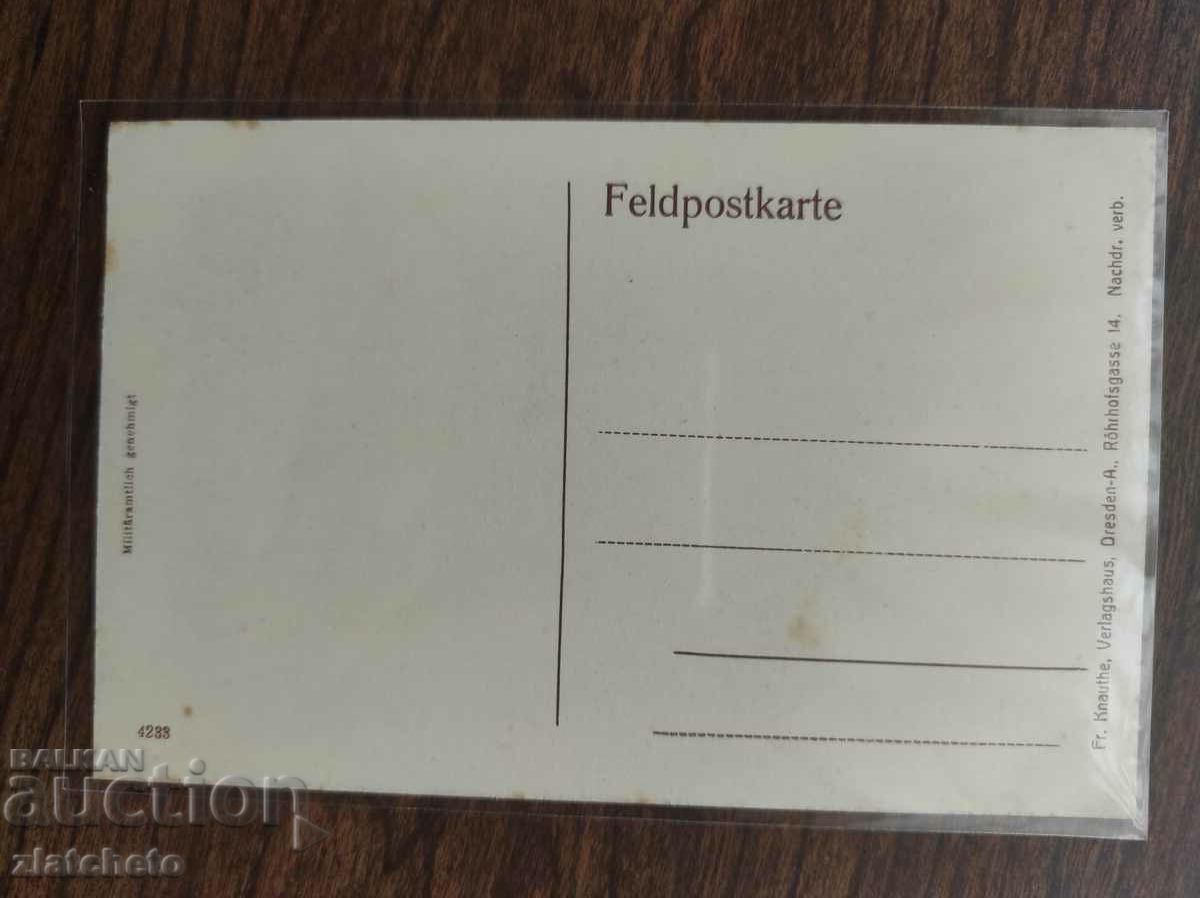 Feldpostkarte
Militäramtlich genehmigt
4233
Fr. Knauthe, Verlagshaus, Dresden-A., Röhrhofsgasse 14. Nachdr. verb.
BALKAN
auction
zlatcheto